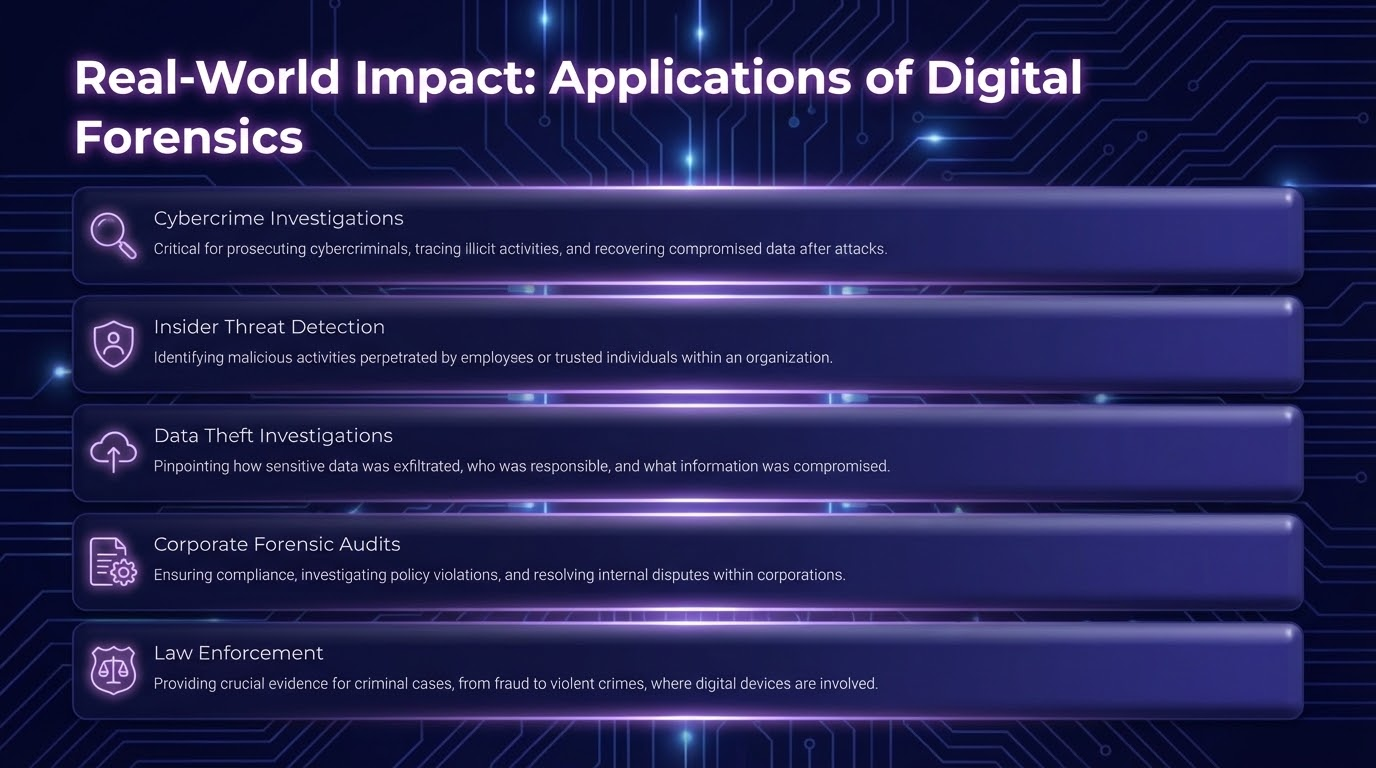 Real-World Impact: Applications of Digital
Forensics
Cybercrime Investigations
Critical for prosecuting cybercriminals, tracing illicit activities, and recovering compromised data after attacks.
Insider Threat Detection
Identifying malicious activities perpetrated by employees or trusted individuals within an organization.
Data Theft Investigations
Pinpointing how sensitive data was exfiltrated, who was responsible, and what information was compromised.
Corporate Forensic Audits
Ensuring compliance, investigating policy violations, and resolving internal disputes within corporations.
Law Enforcement
Providing crucial evidence for criminal cases, from fraud to violent crimes, where digital devices are involved.